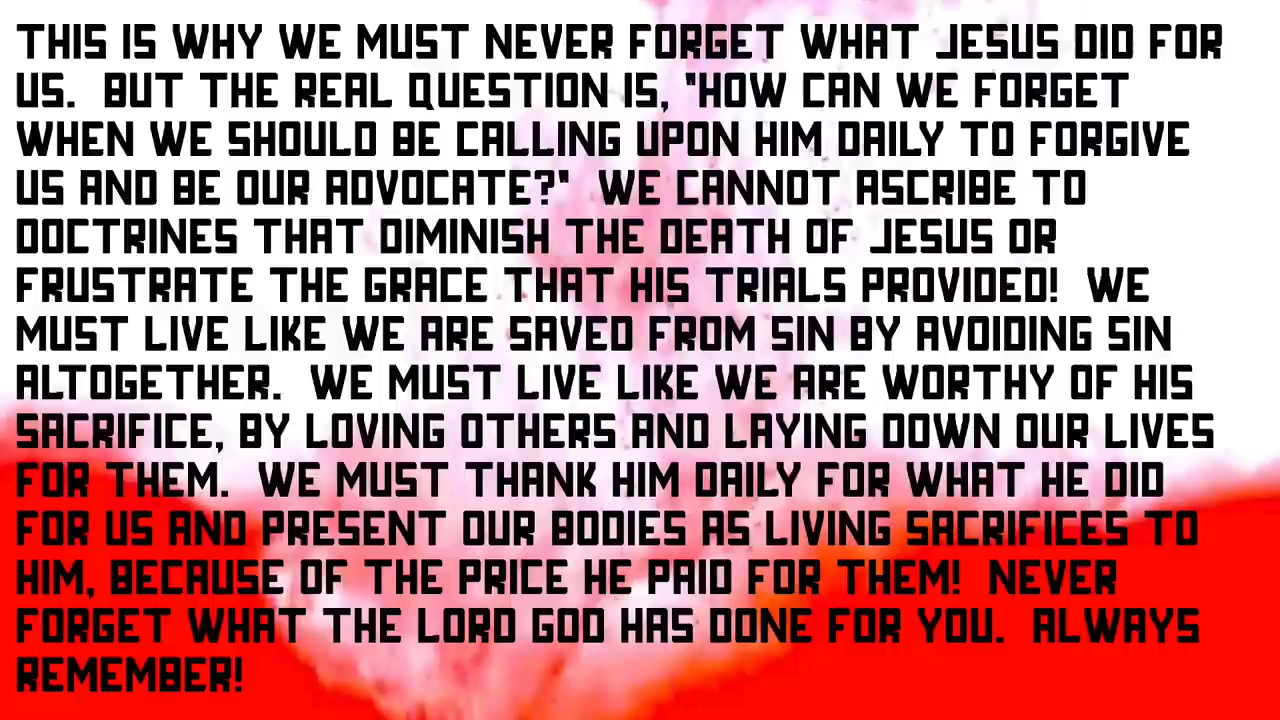 THIS IS WHY WE MUST NEVER FORGET WHAT JESUS DID FOR
US.  BUT THE REAL QUESTION IS, "HOW CAN WE FORGET
WHEN WE SHOULD BE CALLING UPON HIM DAILY TO FORGIVE
US AND BE OUR ADVOCATE?"  WE CANNOT ASCRIBE TO
DOCTRINES THAT DIMINISH THE DEATH OF JESUS OR
FRUSTRATE THE GRACE THAT HIS TRIALS PROVIDED!  WE
MUST LIVE LIKE WE ARE SAVED FROM SIN BY AVOIDING SIN
ALTOGETHER.  WE MUST LIVE LIKE WE ARE WORTHY OF HIS
SACRIFICE, BY LOVING OTHERS AND LAYING DOWN OUR LIVES
FOR THEM.  WE MUST THANK HIM DAILY FOR WHAT HE DID
FOR US AND PRESENT OUR BODIES AS LIVING SACRIFICES TO
HIM, BECAUSE OF THE PRICE HE PAID FOR THEM!  NEVER
FORGET WHAT THE LORD GOD HAS DONE FOR YOU.  ALWAYS
REMEMBER!